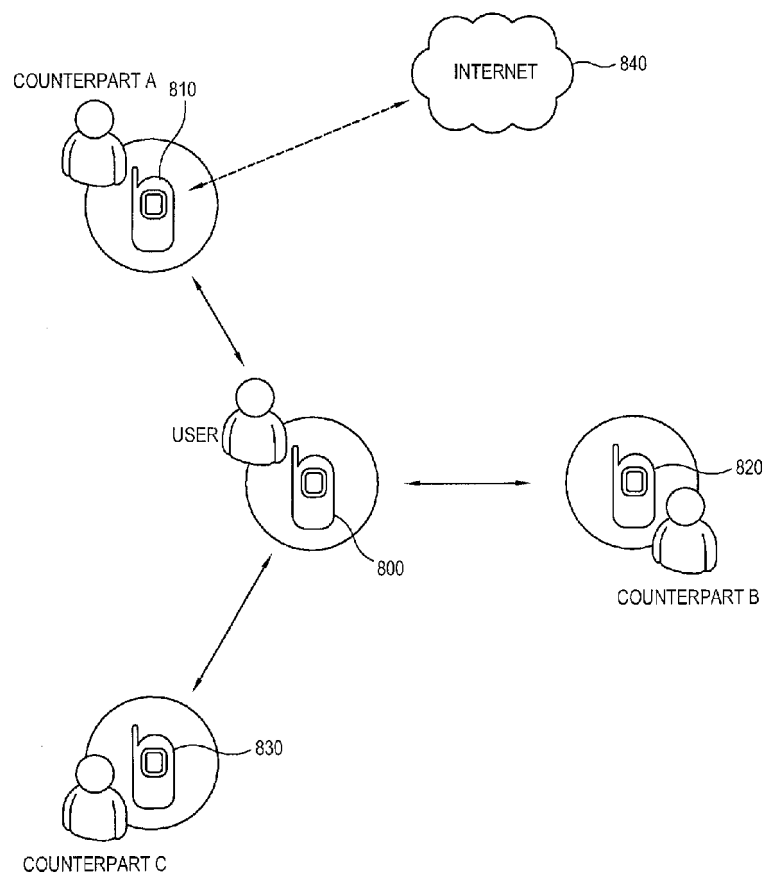 INTERNET
840
COUNTERPART A
810
USER
800
820
COUNTERPART B
830
COUNTERPART C